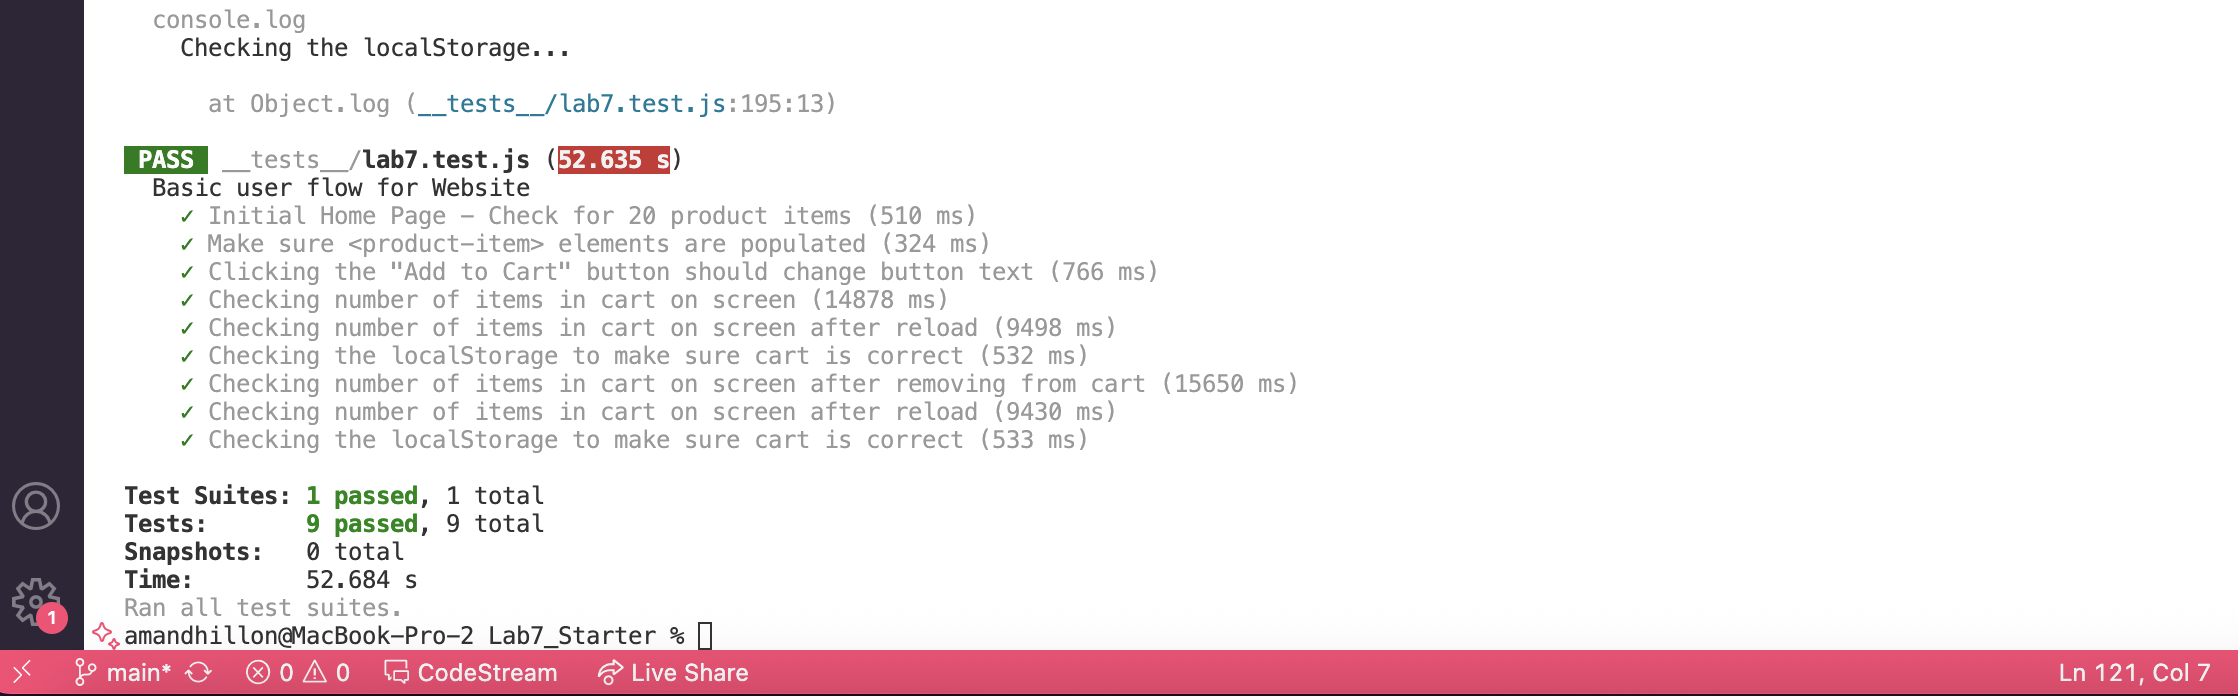 console.log
Checking the localStorage...
at Object.log (__tests__/lab7.test.js:195:13)
PASS __tests__/lab7.test.js (52.635 s)
Basic user flow for Website
✓ Initial Home Page - Check for 20 product items (510 ms)
✓ Make sure <product-item> elements are populated (324 ms)
✓ Clicking the "Add to Cart" button should change button text (766 ms)
✓ Checking number of items in cart on screen (14878 ms)
✓ Checking number of items in cart on screen after reload (9498 ms)
✓ Checking the localStorage to make sure cart is correct (532 ms)
✓ Checking number of items in cart on screen after removing from cart (15650 ms)
✓ Checking number of items in cart on screen after reload (9430 ms)
✓ Checking the localStorage to make sure cart is correct (533 ms)
Test Suites: 1 passed, 1 total
Tests: 9 passed, 9 total
Snapshots: 0 total
Time: 52.684 s
Ran all test suites.
1
amandhillon@MacBook-Pro-2 Lab7_Starter %
main* 0 0 CodeStream Live Share Ln 121, Col 7